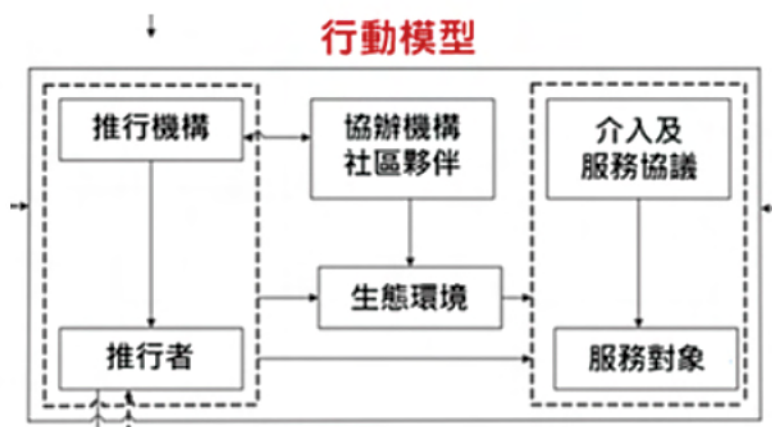 行動模型
推行機構
協辦機構
社區夥伴
介入及
服務協議
生態環境
推行者
服務對象